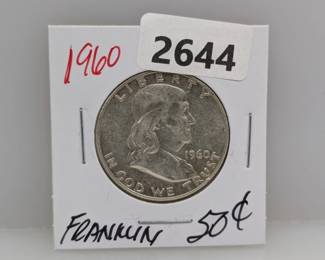 1960
2644
LIBERTY
1960
IN GOD WE TRUST
FRANKLIN 50¢